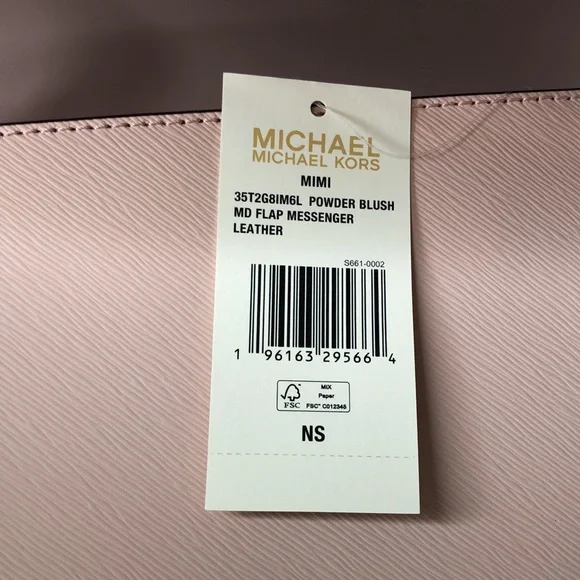 MICHAEL
MICHAEL KORS
MIMI
35T2G8IM6L POWDER BLUSH
MD FLAP MESSENGER
LEATHER
S661-0002
1 96163 29566 4
FSC
MIX
Paper
FSC™ C012345
NS